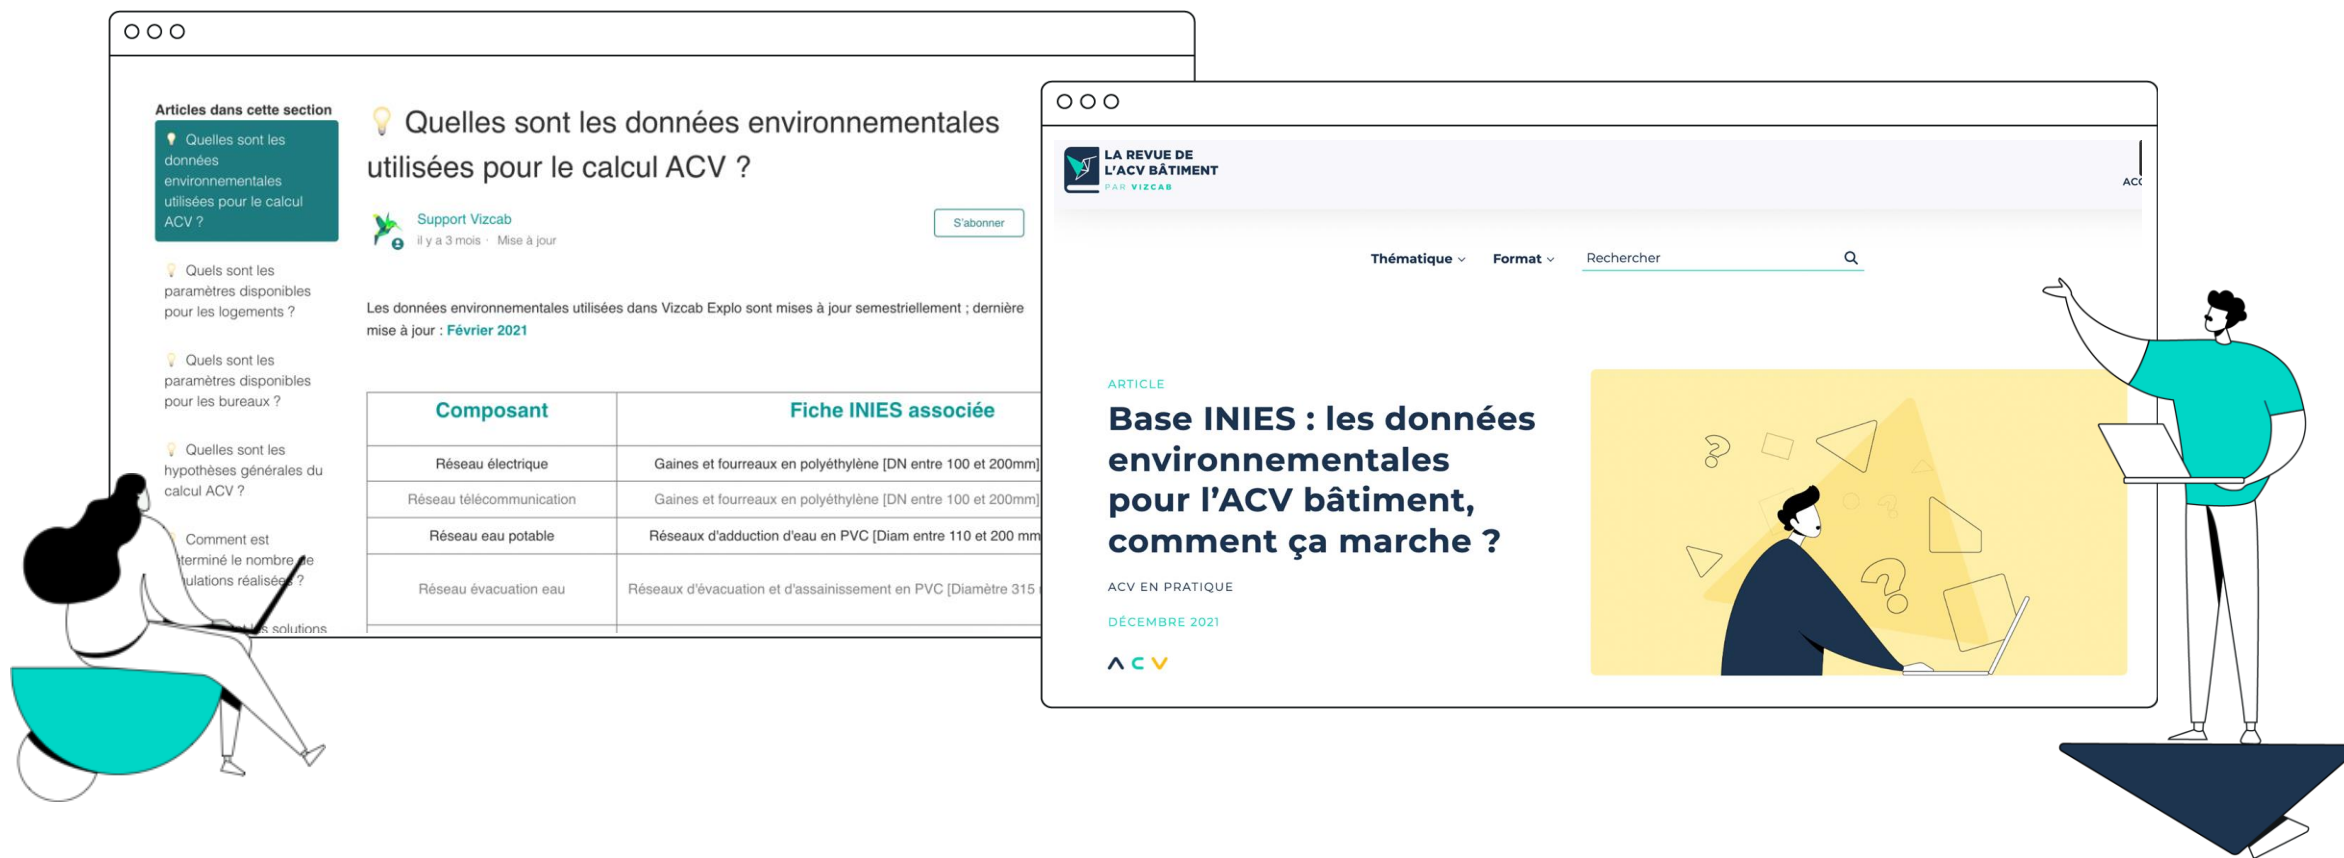 Articles dans cette section
Quelles sont les
données
environnementales
utilisées pour le calcul
ACV ?
Quels sont les
paramètres disponibles
pour les logements ?
Quels sont les
paramètres disponibles
pour les bureaux ?
Quelles sont les
hypothèses générales du
calcul ACV ?
Comment est
le nombre de
réalisées ?
solutions
Quelles sont les données environnementales
utilisées pour le calcul ACV ?
Support Vizcab
il y a 3 mois · Mise à jour
S'abonner
Les données environnementales utilisées dans Vizcab Explo sont mises à jour semestriellement ; dernière
mise à jour : Février 2021
Composant Fiche INIES associée
Réseau électrique Gaines et fourreaux en polyéthylène [DN entre 100 et 200mm]
Réseau télécommunication Gaines et fourreaux en polyéthylène [DN entre 100 et 200mm]
Réseau eau potable Réseaux d'adduction d'eau en PVC [Diam entre 110 et 200 mm
Réseau évacuation eau Réseaux d'évacuation et d'assainissement en PVC [Diamètre 315
LA REVUE DE
L'ACV BÂTIMENT
PAR VIZCAB
Thématique Format Rechercher
ARTICLE
Base INIES : les données
environnementales
pour l'ACV bâtiment,
comment ça marche ?
ACV EN PRATIQUE
DÉCEMBRE 2021
ACV